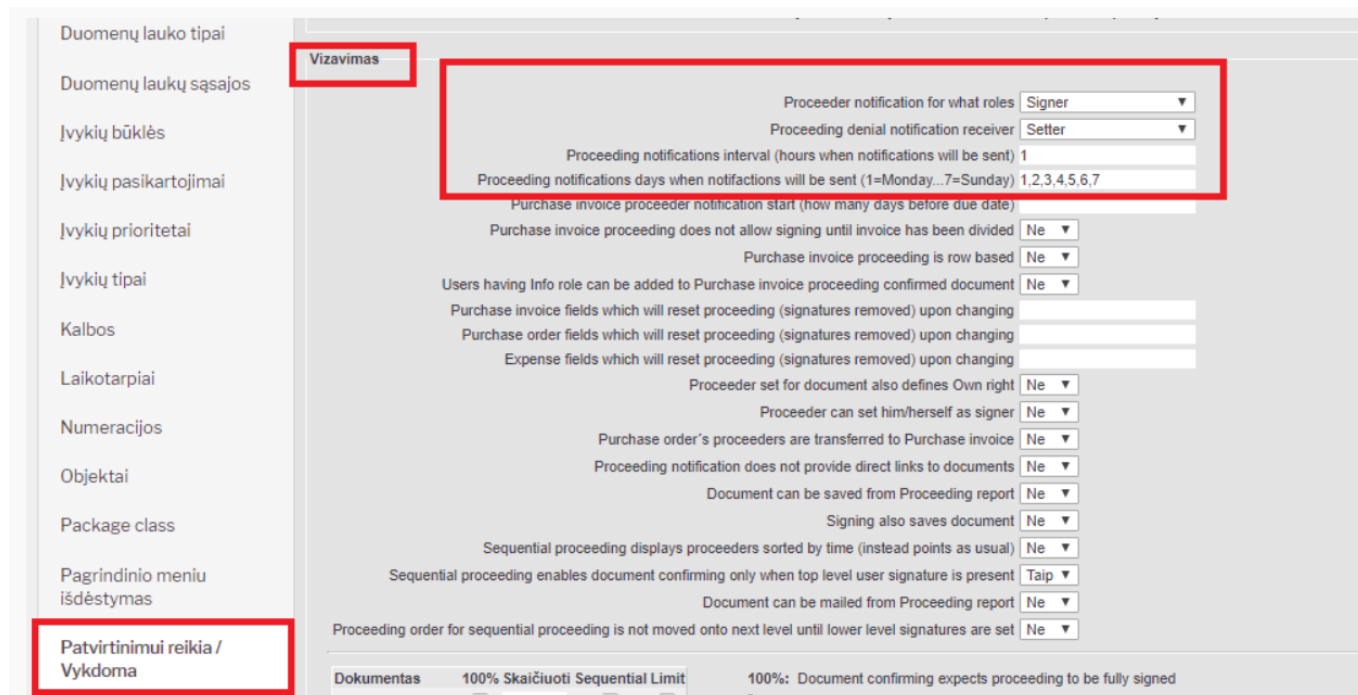 Duomenų lauko tipai
Duomenų laukų sąsajos
Įvykių būklės
Įvykių pasikartojimai
Įvykių prioritetai
Įvykių tipai
Kalbos
Laikotarpiai
Numeracijos
Objektai
Package class
Pagrindinio meniu
išdėstymas
Patvirtinimui reikia /
Vykdoma
Vizavimas
Proceeder notification for what roles Signer
Proceeding denial notification receiver Setter
Proceeding notifications interval (hours when notifications will be sent) 1
Proceeding notifications days when notifactions will be sent (1=Monday...7=Sunday) 1,2,3,4,5,6,7
Purchase invoice proceeder notification start (how many days before due date)
Purchase invoice proceeding does not allow signing until invoice has been divided Ne
Purchase invoice proceeding is row based Ne
Users having Info role can be added to Purchase invoice proceeding confirmed document Ne
Purchase invoice fields which will reset proceeding (signatures removed) upon changing
Purchase order fields which will reset proceeding (signatures removed) upon changing
Expense fields which will reset proceeding (signatures removed) upon changing
Proceeder set for document also defines Own right Ne
Proceeder can set him/herself as signer Ne
Purchase order´s proceeders are transferred to Purchase invoice Ne
Proceeding notification does not provide direct links to documents Ne
Document can be saved from Proceeding report Ne
Signing also saves document Ne
Sequential proceeding displays proceeders sorted by time (instead points as usual) Ne
Sequential proceeding enables document confirming only when top level user signature is present Taip
Document can be mailed from Proceeding report Ne
Proceeding order for sequential proceeding is not moved onto next level until lower level signatures are set Ne
Dokumentas 100% Skaičiuoti Sequential Limit 100%: Document confirming expects proceeding to be fully signed